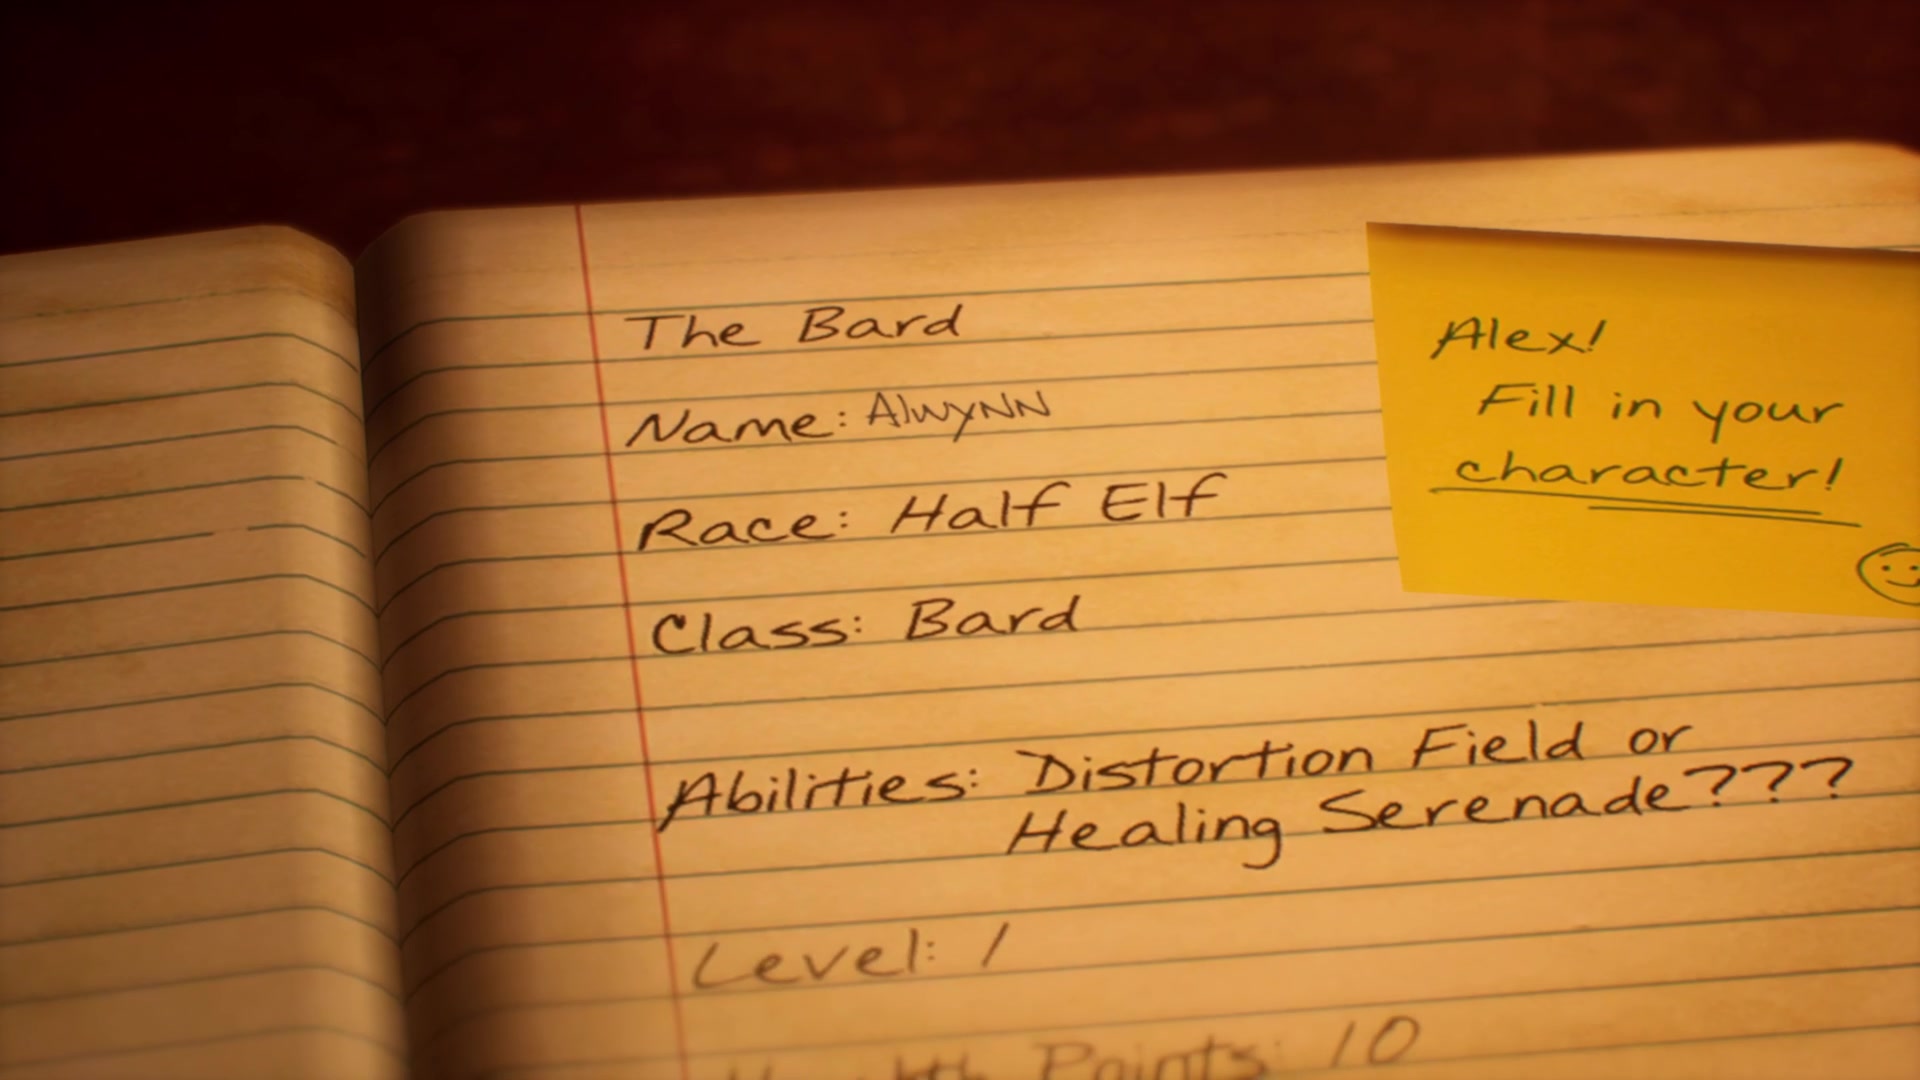 The Bard
Name: Alwynn
Race: Half Elf
Class: Bard
Abilities: Distortion Field or
Healing Serenade???
Level: 1
Health Points: 10
Alex!
Fill in your
character!